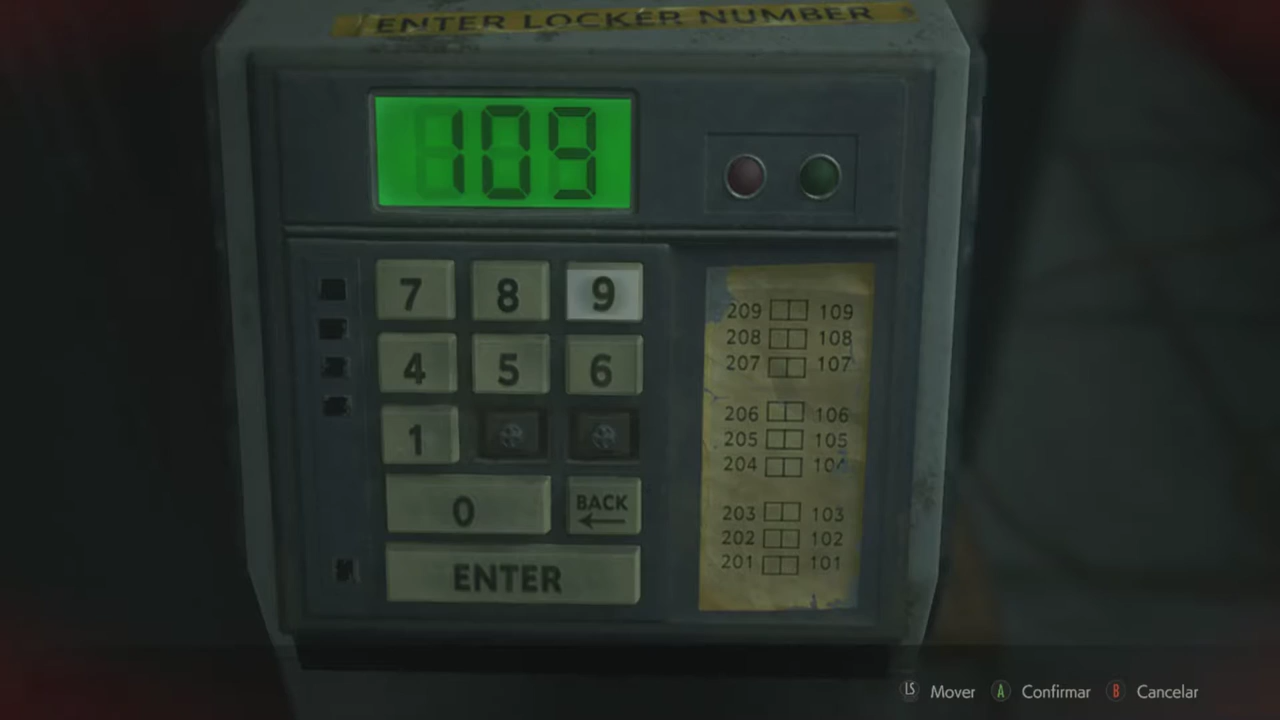 ENTER LOCKER NUMBER
109
7 8 9
4 5 6
1
0 BACK
ENTER
209 109
208 108
207 107
206 106
205 105
204 104
203 103
202 102
201 101
LS Mover A Confirmar B Cancelar